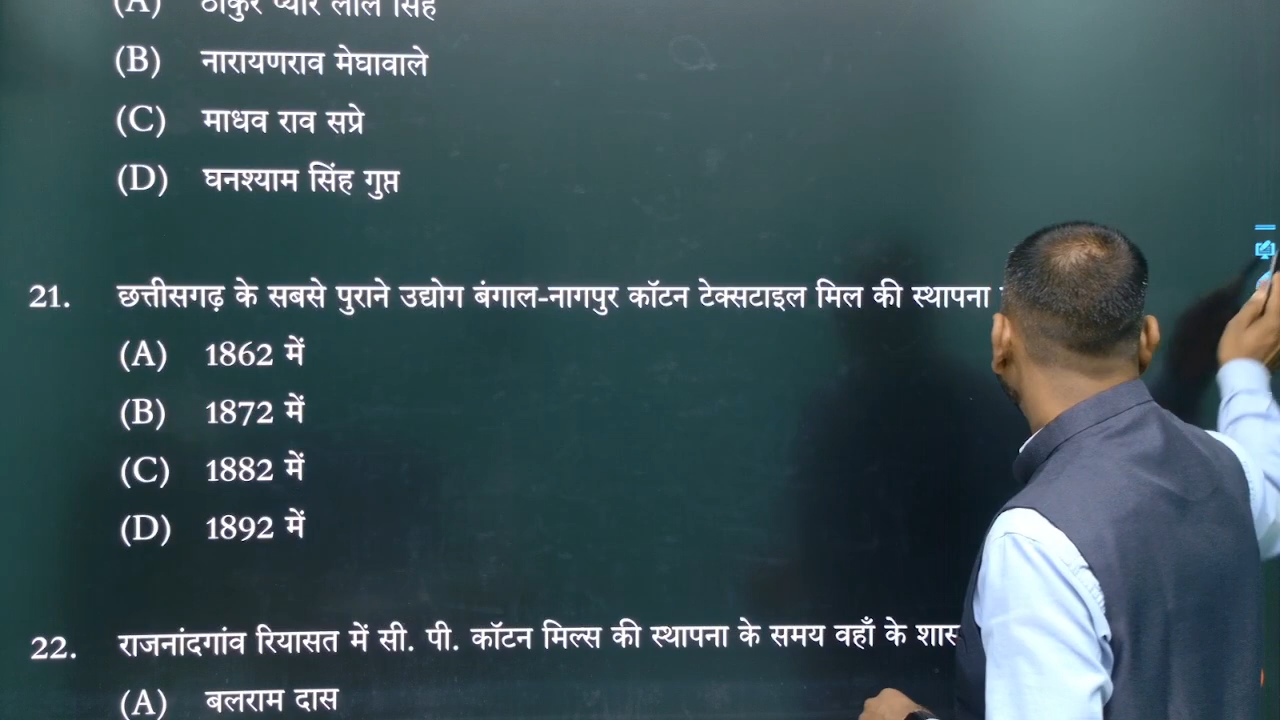 (A) ठाकुर प्यारे लाल सिंह
(B) नारायणराव मेघावाले
(C) माधव राव सप्रे
(D) घनश्याम सिंह गुप्त
21. छत्तीसगढ़ के सबसे पुराने उद्योग बंगाल-नागपुर कॉटन टेक्सटाइल मिल की स्थापना
(A) 1862 में
(B) 1872 में
(C) 1882 में
(D) 1892 में
22. राजनांदगांव रियासत में सी. पी. कॉटन मिल्स की स्थापना के समय वहाँ के शास
(A) बलराम दास